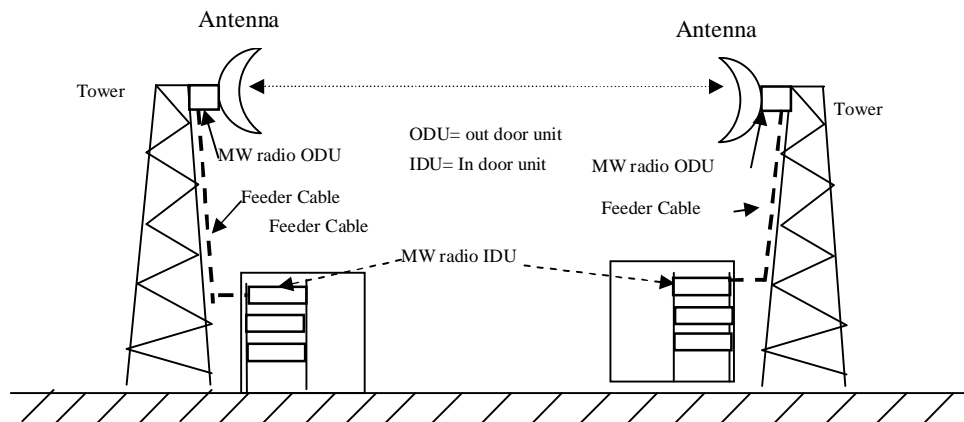 Antenna
Antenna
Tower
Tower
ODU= out door unit
MW radio ODU
IDU= In door unit
MW radio ODU
Feeder Cable
Feeder Cable
Feeder Cable
MW radio IDU